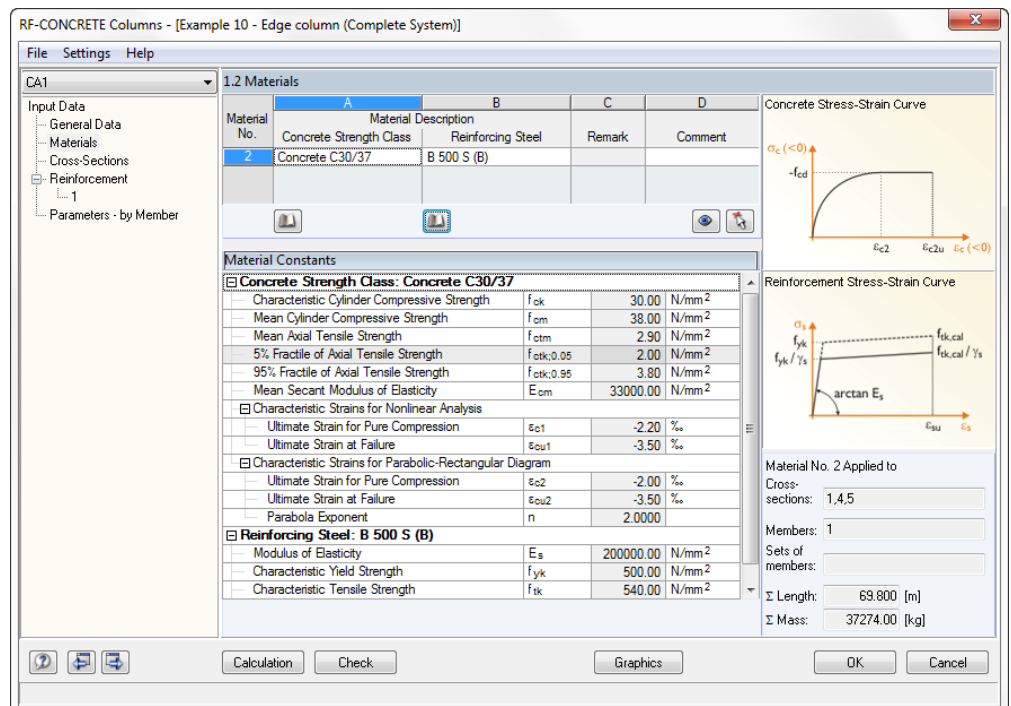 RF-CONCRETE Columns - [Example 10 - Edge column (Complete System)]
File Settings Help
CA1
Input Data
General Data
Materials
Cross-Sections
Reinforcement
1
Parameters - by Member
1.2 Materials
A B C D
Material No. Material Description Remark Comment
Concrete Strength Class Reinforcing Steel
2 Concrete C30/37 B 500 S (B)
Material Constants
Concrete Strength Class: Concrete C30/37
Characteristic Cylinder Compressive Strength fck 30.00 N/mm2
Mean Cylinder Compressive Strength fcm 38.00 N/mm2
Mean Axial Tensile Strength fctm 2.90 N/mm2
5% Fractile of Axial Tensile Strength fctk;0.05 2.00 N/mm2
95% Fractile of Axial Tensile Strength fctk;0.95 3.80 N/mm2
Mean Secant Modulus of Elasticity Ecm 33000.00 N/mm2
Characteristic Strains for Nonlinear Analysis
Ultimate Strain for Pure Compression εc1 -2.20 ‰
Ultimate Strain at Failure εcu1 -3.50 ‰
Characteristic Strains for Parabolic-Rectangular Diagram
Ultimate Strain for Pure Compression εc2 -2.00 ‰
Ultimate Strain at Failure εcu2 -3.50 ‰
Parabola Exponent n 2.0000
Reinforcing Steel: B 500 S (B)
Modulus of Elasticity Es 200000.00 N/mm2
Characteristic Yield Strength fyk 500.00 N/mm2
Characteristic Tensile Strength ftk 540.00 N/mm2
Concrete Stress-Strain Curve
σc (<0)
-fcd
εc2 εc2u εc (<0)
Reinforcement Stress-Strain Curve
σs
fyk ftk,cal
fyk / γs ftk,cal / γs
arctan Es
εsu εs
Material No. 2 Applied to
Cross-
sections: 1,4,5
Members: 1
Sets of
members:
Σ Length: 69.800 [m]
Σ Mass: 37274.00 [kg]
Calculation Check Graphics OK Cancel